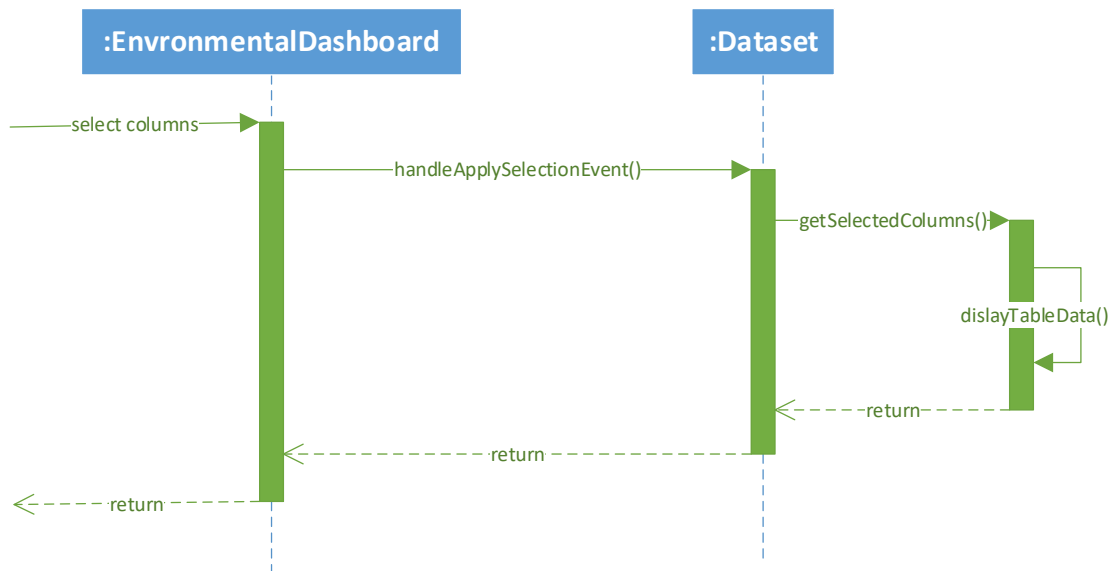 :EnvronmentalDashboard
:Dataset
select columns
handleApplySelectionEvent()
getSelectedColumns()
dislayTableData()
return
return
return